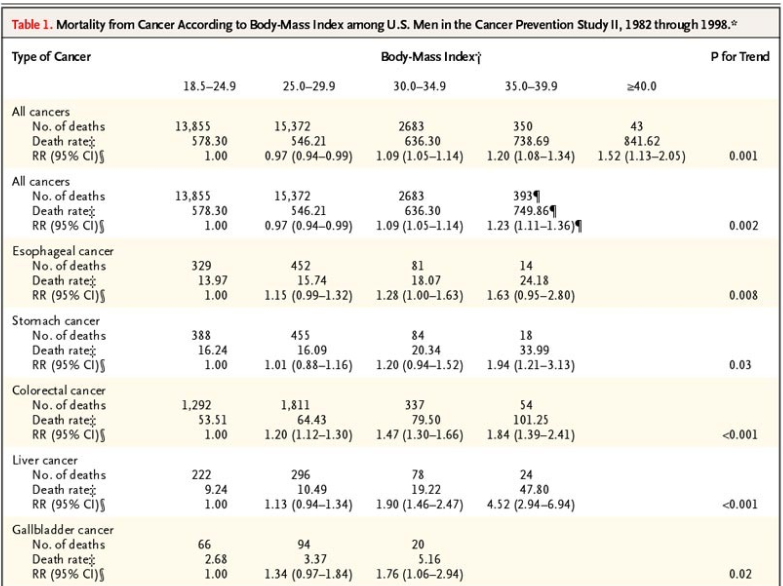 Table 1. Mortality from Cancer According to Body-Mass Index among U.S. Men in the Cancer Prevention Study II, 1982 through 1998.*
Type of Cancer Body-Mass Index† P for Trend
18.5–24.9 25.0–29.9 30.0–34.9 35.0–39.9 ≥40.0
All cancers
No. of deaths 13,855 15,372 2683 350 43
Death rate‡ 578.30 546.21 636.30 738.69 841.62
RR (95% CI)§ 1.00 0.97 (0.94–0.99) 1.09 (1.05–1.14) 1.20 (1.08–1.34) 1.52 (1.13–2.05) 0.001
All cancers
No. of deaths 13,855 15,372 2683 393¶
Death rate‡ 578.30 546.21 636.30 749.86¶
RR (95% CI)§ 1.00 0.97 (0.94–0.99) 1.09 (1.05–1.14) 1.23 (1.11–1.36)¶ 0.002
Esophageal cancer
No. of deaths 329 452 81 14
Death rate‡ 13.97 15.74 18.07 24.18
RR (95% CI)§ 1.00 1.15 (0.99–1.32) 1.28 (1.00–1.63) 1.63 (0.95–2.80) 0.008
Stomach cancer
No. of deaths 388 455 84 18
Death rate‡ 16.24 16.09 20.34 33.99
RR (95% CI)§ 1.00 1.01 (0.88–1.16) 1.20 (0.94–1.52) 1.94 (1.21–3.13) 0.03
Colorectal cancer
No. of deaths 1,292 1,811 337 54
Death rate‡ 53.51 64.43 79.50 101.25
RR (95% CI)§ 1.00 1.20 (1.12–1.30) 1.47 (1.30–1.66) 1.84 (1.39–2.41) <0.001
Liver cancer
No. of deaths 222 296 78 24
Death rate‡ 9.24 10.49 19.22 47.80
RR (95% CI)§ 1.00 1.13 (0.94–1.34) 1.90 (1.46–2.47) 4.52 (2.94–6.94) <0.001
Gallbladder cancer
No. of deaths 66 94 20
Death rate‡ 2.68 3.37 5.16
RR (95% CI)§ 1.00 1.34 (0.97–1.84) 1.76 (1.06–2.94) 0.02